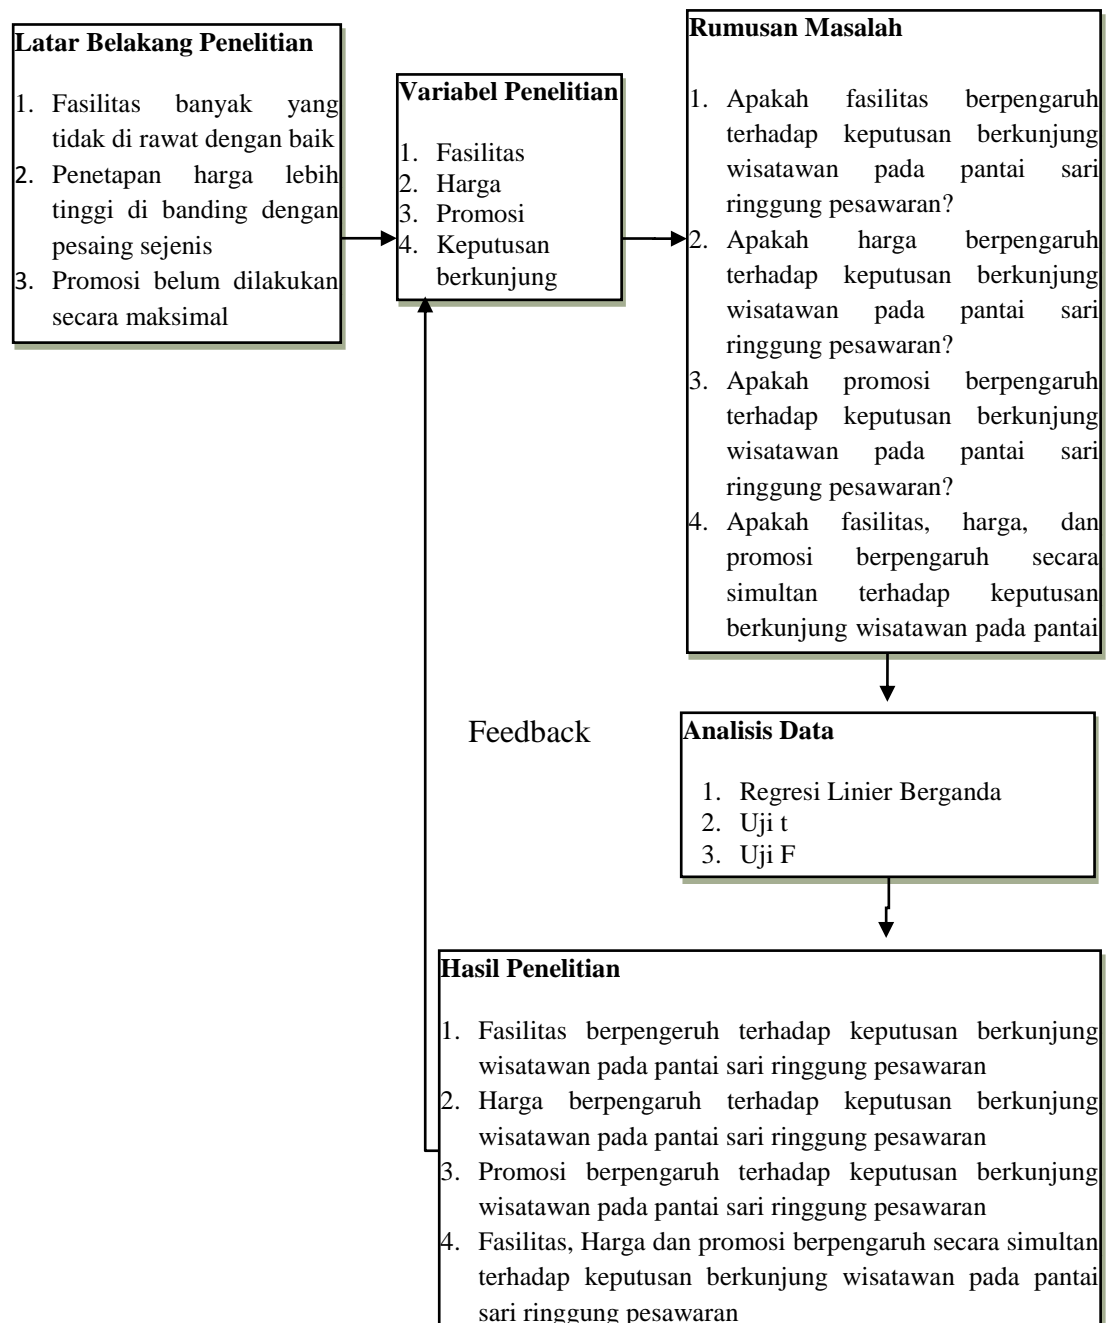 Latar Belakang Penelitian
1. Fasilitas banyak yang
tidak di rawat dengan baik
2. Penetapan harga lebih
tinggi di banding dengan
pesaing sejenis
3. Promosi belum dilakukan
secara maksimal
Variabel Penelitian
1. Fasilitas
2. Harga
3. Promosi
4. Keputusan
berkunjung
Rumusan Masalah
1. Apakah fasilitas berpengaruh
terhadap keputusan berkunjung
wisatawan pada pantai sari
ringgung pesawaran?
2. Apakah harga berpengaruh
terhadap keputusan berkunjung
wisatawan pada pantai sari
ringgung pesawaran?
3. Apakah promosi berpengaruh
terhadap keputusan berkunjung
wisatawan pada pantai sari
ringgung pesawaran?
4. Apakah fasilitas, harga, dan
promosi berpengaruh secara
simultan terhadap keputusan
berkunjung wisatawan pada pantai
Feedback
Analisis Data
1. Regresi Linier Berganda
2. Uji t
3. Uji F
Hasil Penelitian
1. Fasilitas berpengeruh terhadap keputusan berkunjung
wisatawan pada pantai sari ringgung pesawaran
2. Harga berpengaruh terhadap keputusan berkunjung
wisatawan pada pantai sari ringgung pesawaran
3. Promosi berpengaruh terhadap keputusan berkunjung
wisatawan pada pantai sari ringgung pesawaran
4. Fasilitas, Harga dan promosi berpengaruh secara simultan
terhadap keputusan berkunjung wisatawan pada pantai
sari ringgung pesawaran